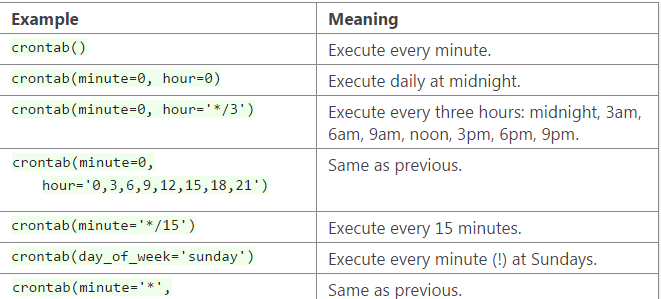 Example Meaning
crontab() Execute every minute.
crontab(minute=0, hour=0) Execute daily at midnight.
crontab(minute=0, hour='*/3') Execute every three hours: midnight, 3am,
6am, 9am, noon, 3pm, 6pm, 9pm.
crontab(minute=0, Same as previous.
hour='0,3,6,9,12,15,18,21')
crontab(minute='*/15') Execute every 15 minutes.
crontab(day_of_week='sunday') Execute every minute (!) at Sundays.
crontab(minute='*', Same as previous.